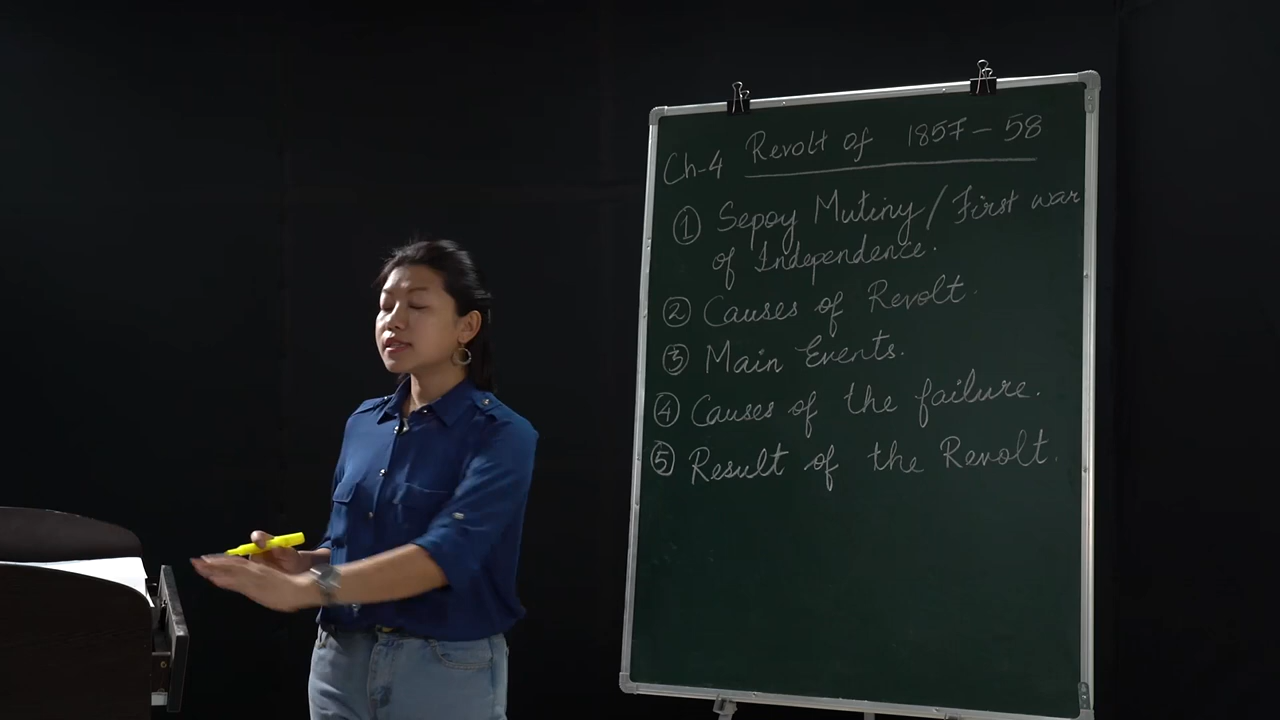 Ch-4 Revolt of 1857-58
① Sepoy Mutiny / First war
of Independence.
② Causes of Revolt.
③ Main Events.
④ Causes of the failure.
⑤ Result of the Revolt.